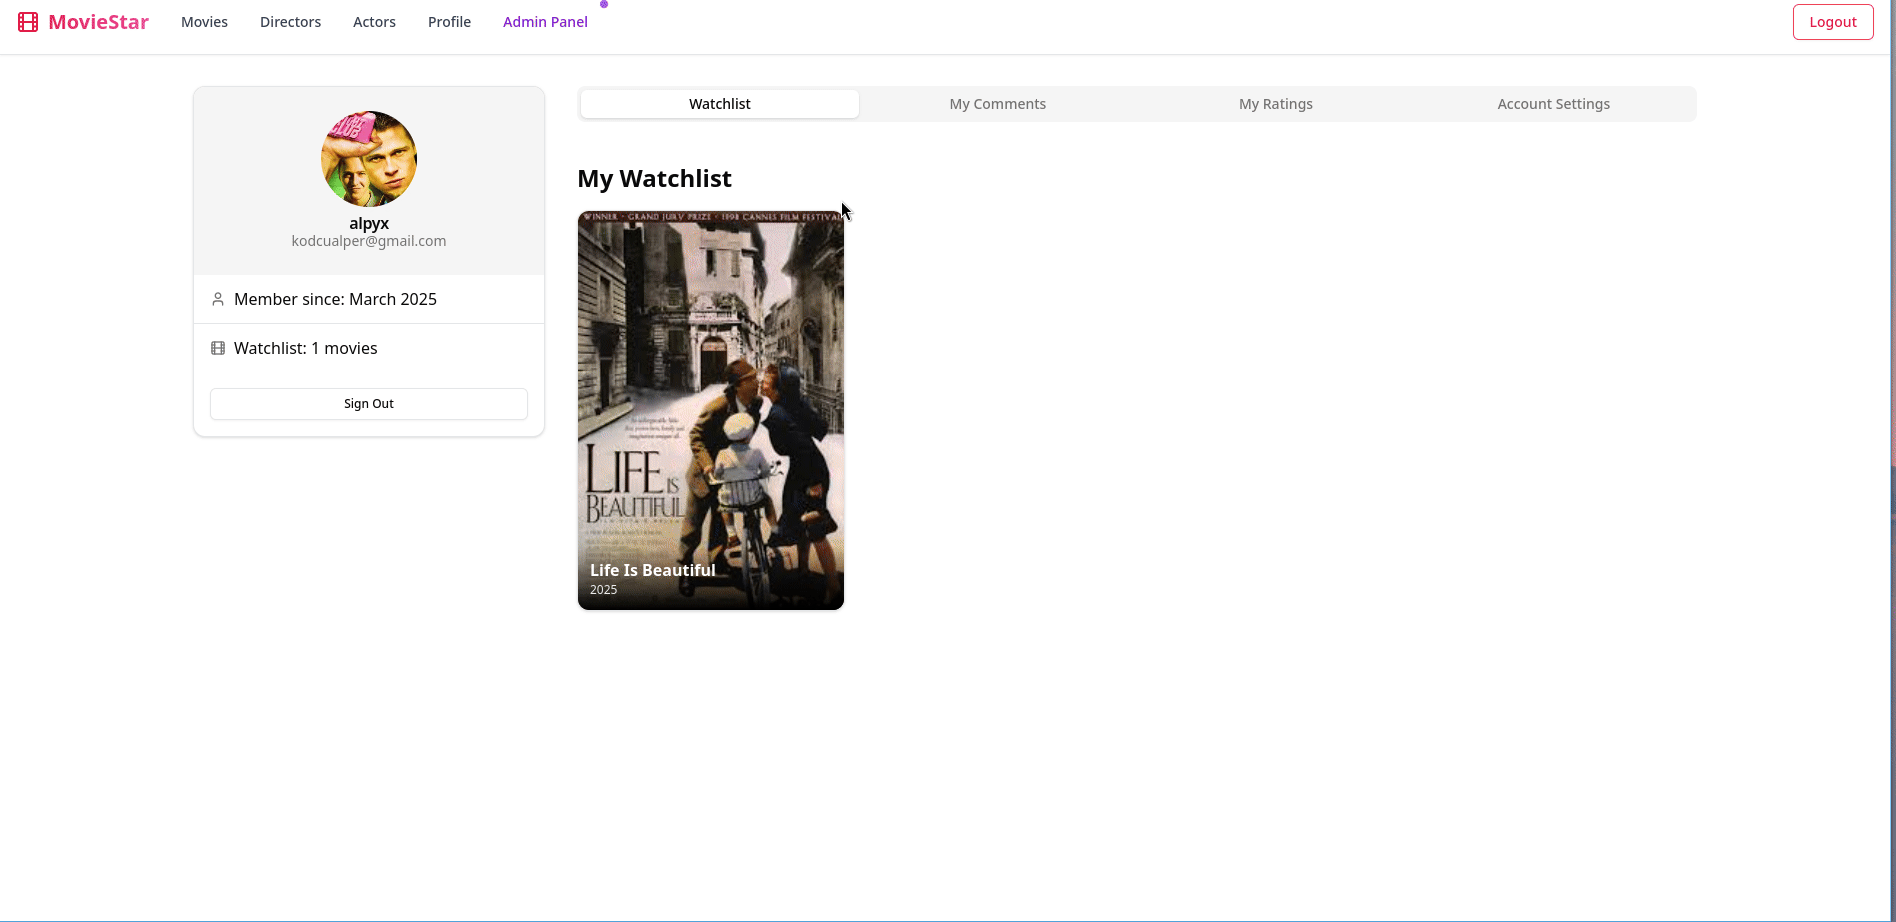 MovieStar
Movies
Directors
Actors
Profile
Admin Panel
Logout
alpyx
kodcualper@gmail.com
Member since: March 2025
Watchlist: 1 movies
Sign Out
Watchlist
My Comments
My Ratings
Account Settings
My Watchlist
WINNER - GRAND JURY PRIZE - 1998 CANNES FILM FESTIVAL
LIFE IS
BEAUTIFUL
Life Is Beautiful
2025